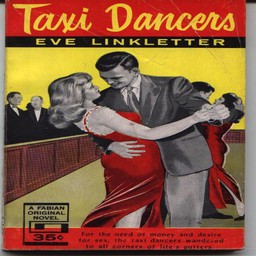 Taxi Dancers
EVE LINKLETTER
A FABIAN
ORIGINAL
NOVEL
35¢
For the need of money and desire
for sex, the taxi dancers wandered
to all corners of life's gutters